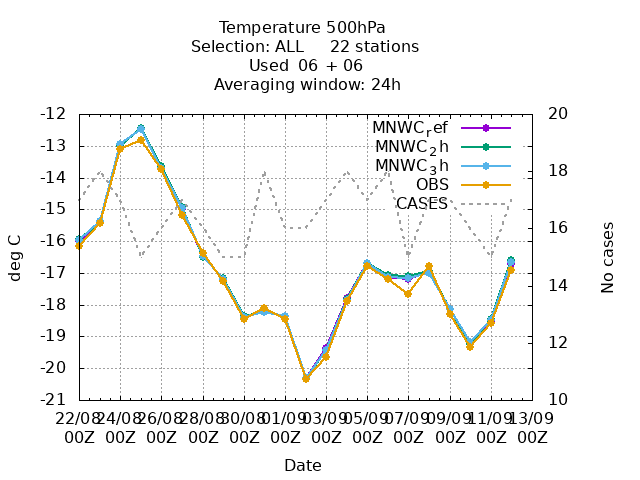 Temperature 500hPa
Selection: ALL 22 stations
Used 06 + 06
Averaging window: 24h
-12
-13
-14
-15
-16
-17
-18
-19
-20
-21
deg C
20
18
16
14
12
10
No cases
MNWC_ref
MNWC_2h
MNWC_3h
OBS
CASES
22/08 24/08 26/08 28/08 30/08 01/09 03/09 05/09 07/09 09/09 11/09 13/09
00Z 00Z 00Z 00Z 00Z 00Z 00Z 00Z 00Z 00Z 00Z 00Z
Date